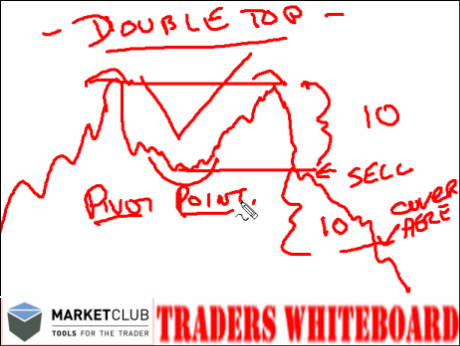 - DOUBLE TOP -
10
SELL
PIVOT POINT.
COVER
HERE
10
MARKETCLUB
TOOLS FOR THE TRADER
TRADERS WHITEBOARD